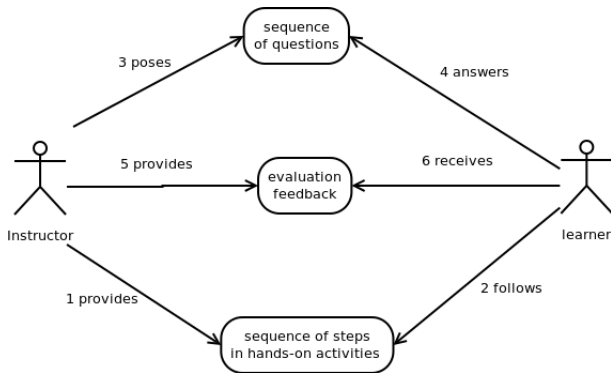 sequence
of questions
3 poses
4 answers
5 provides
6 receives
evaluation
feedback
Instructor
learner
1 provides
2 follows
sequence of steps
in hands-on activities